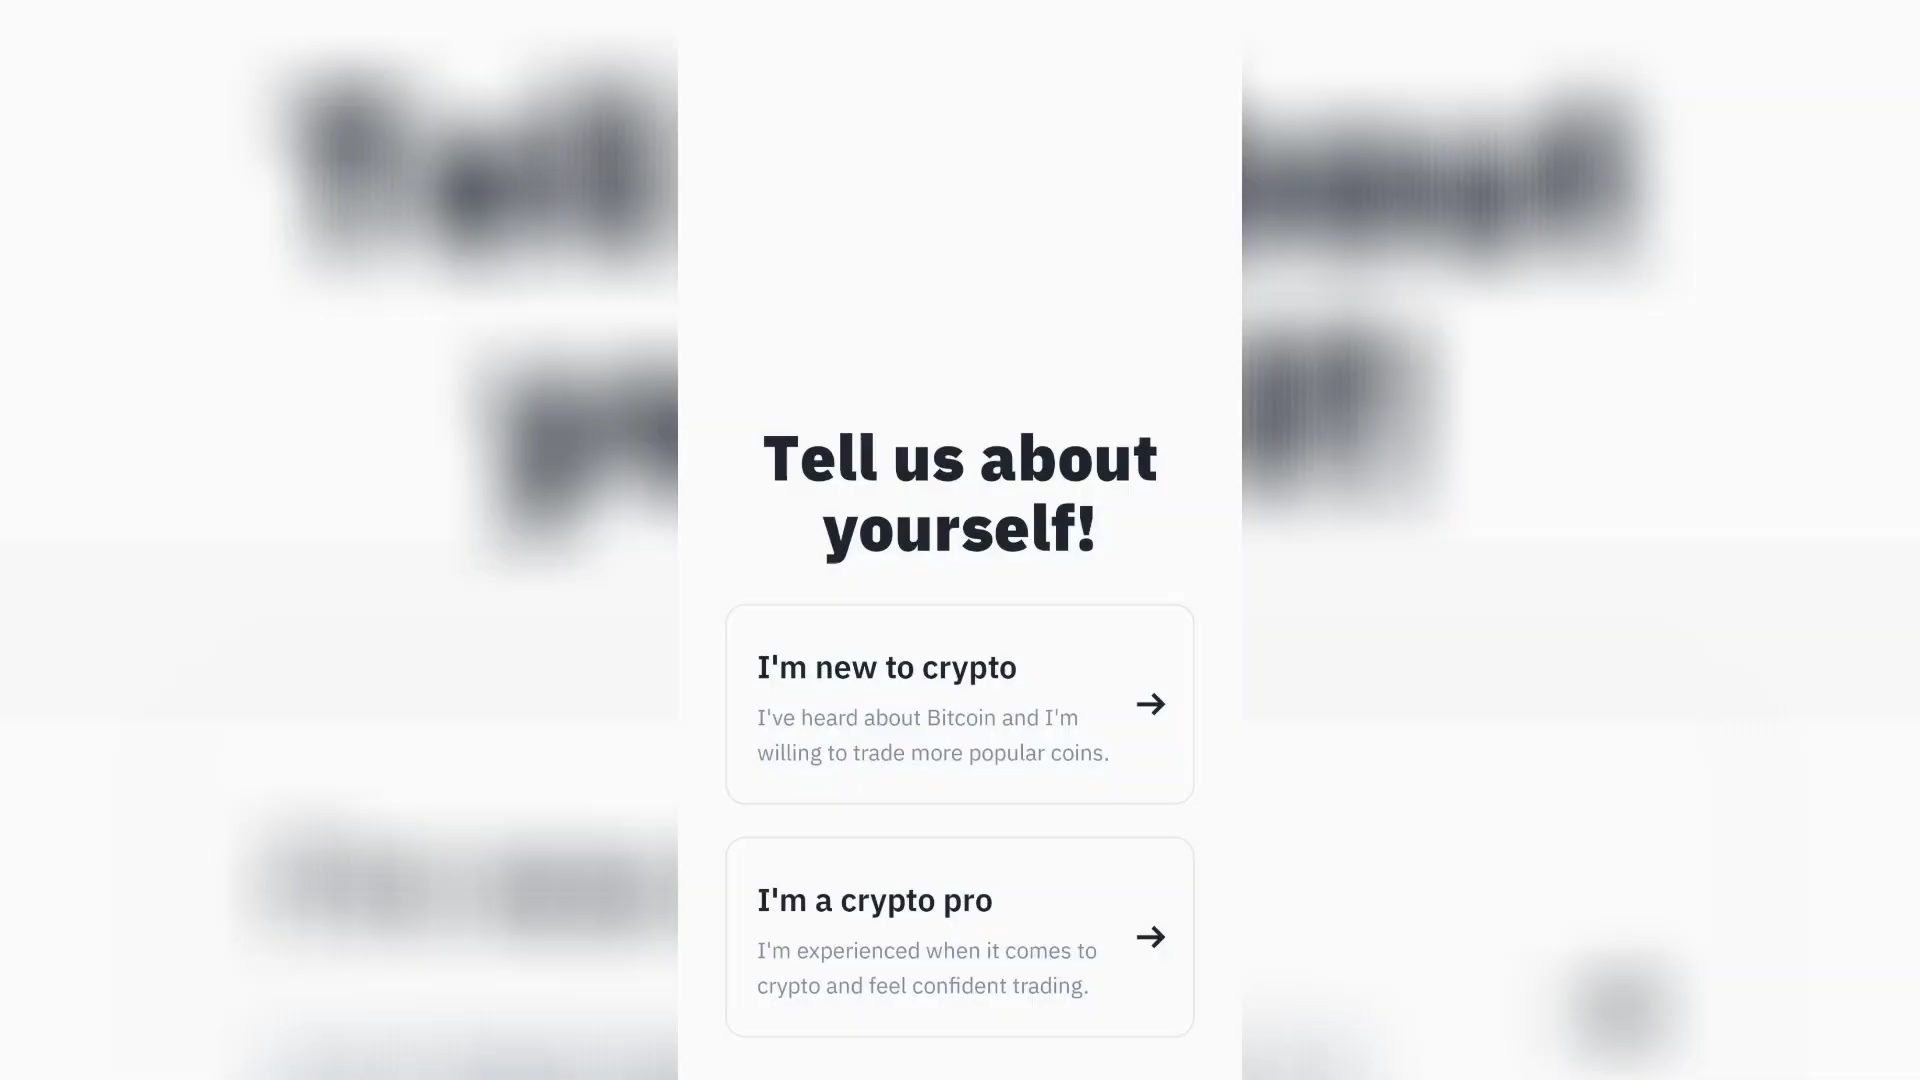 Tell us about
yourself!
I'm new to crypto
I've heard about Bitcoin and I'm
willing to trade more popular coins.
I'm a crypto pro
I'm experienced when it comes to
crypto and feel confident trading.